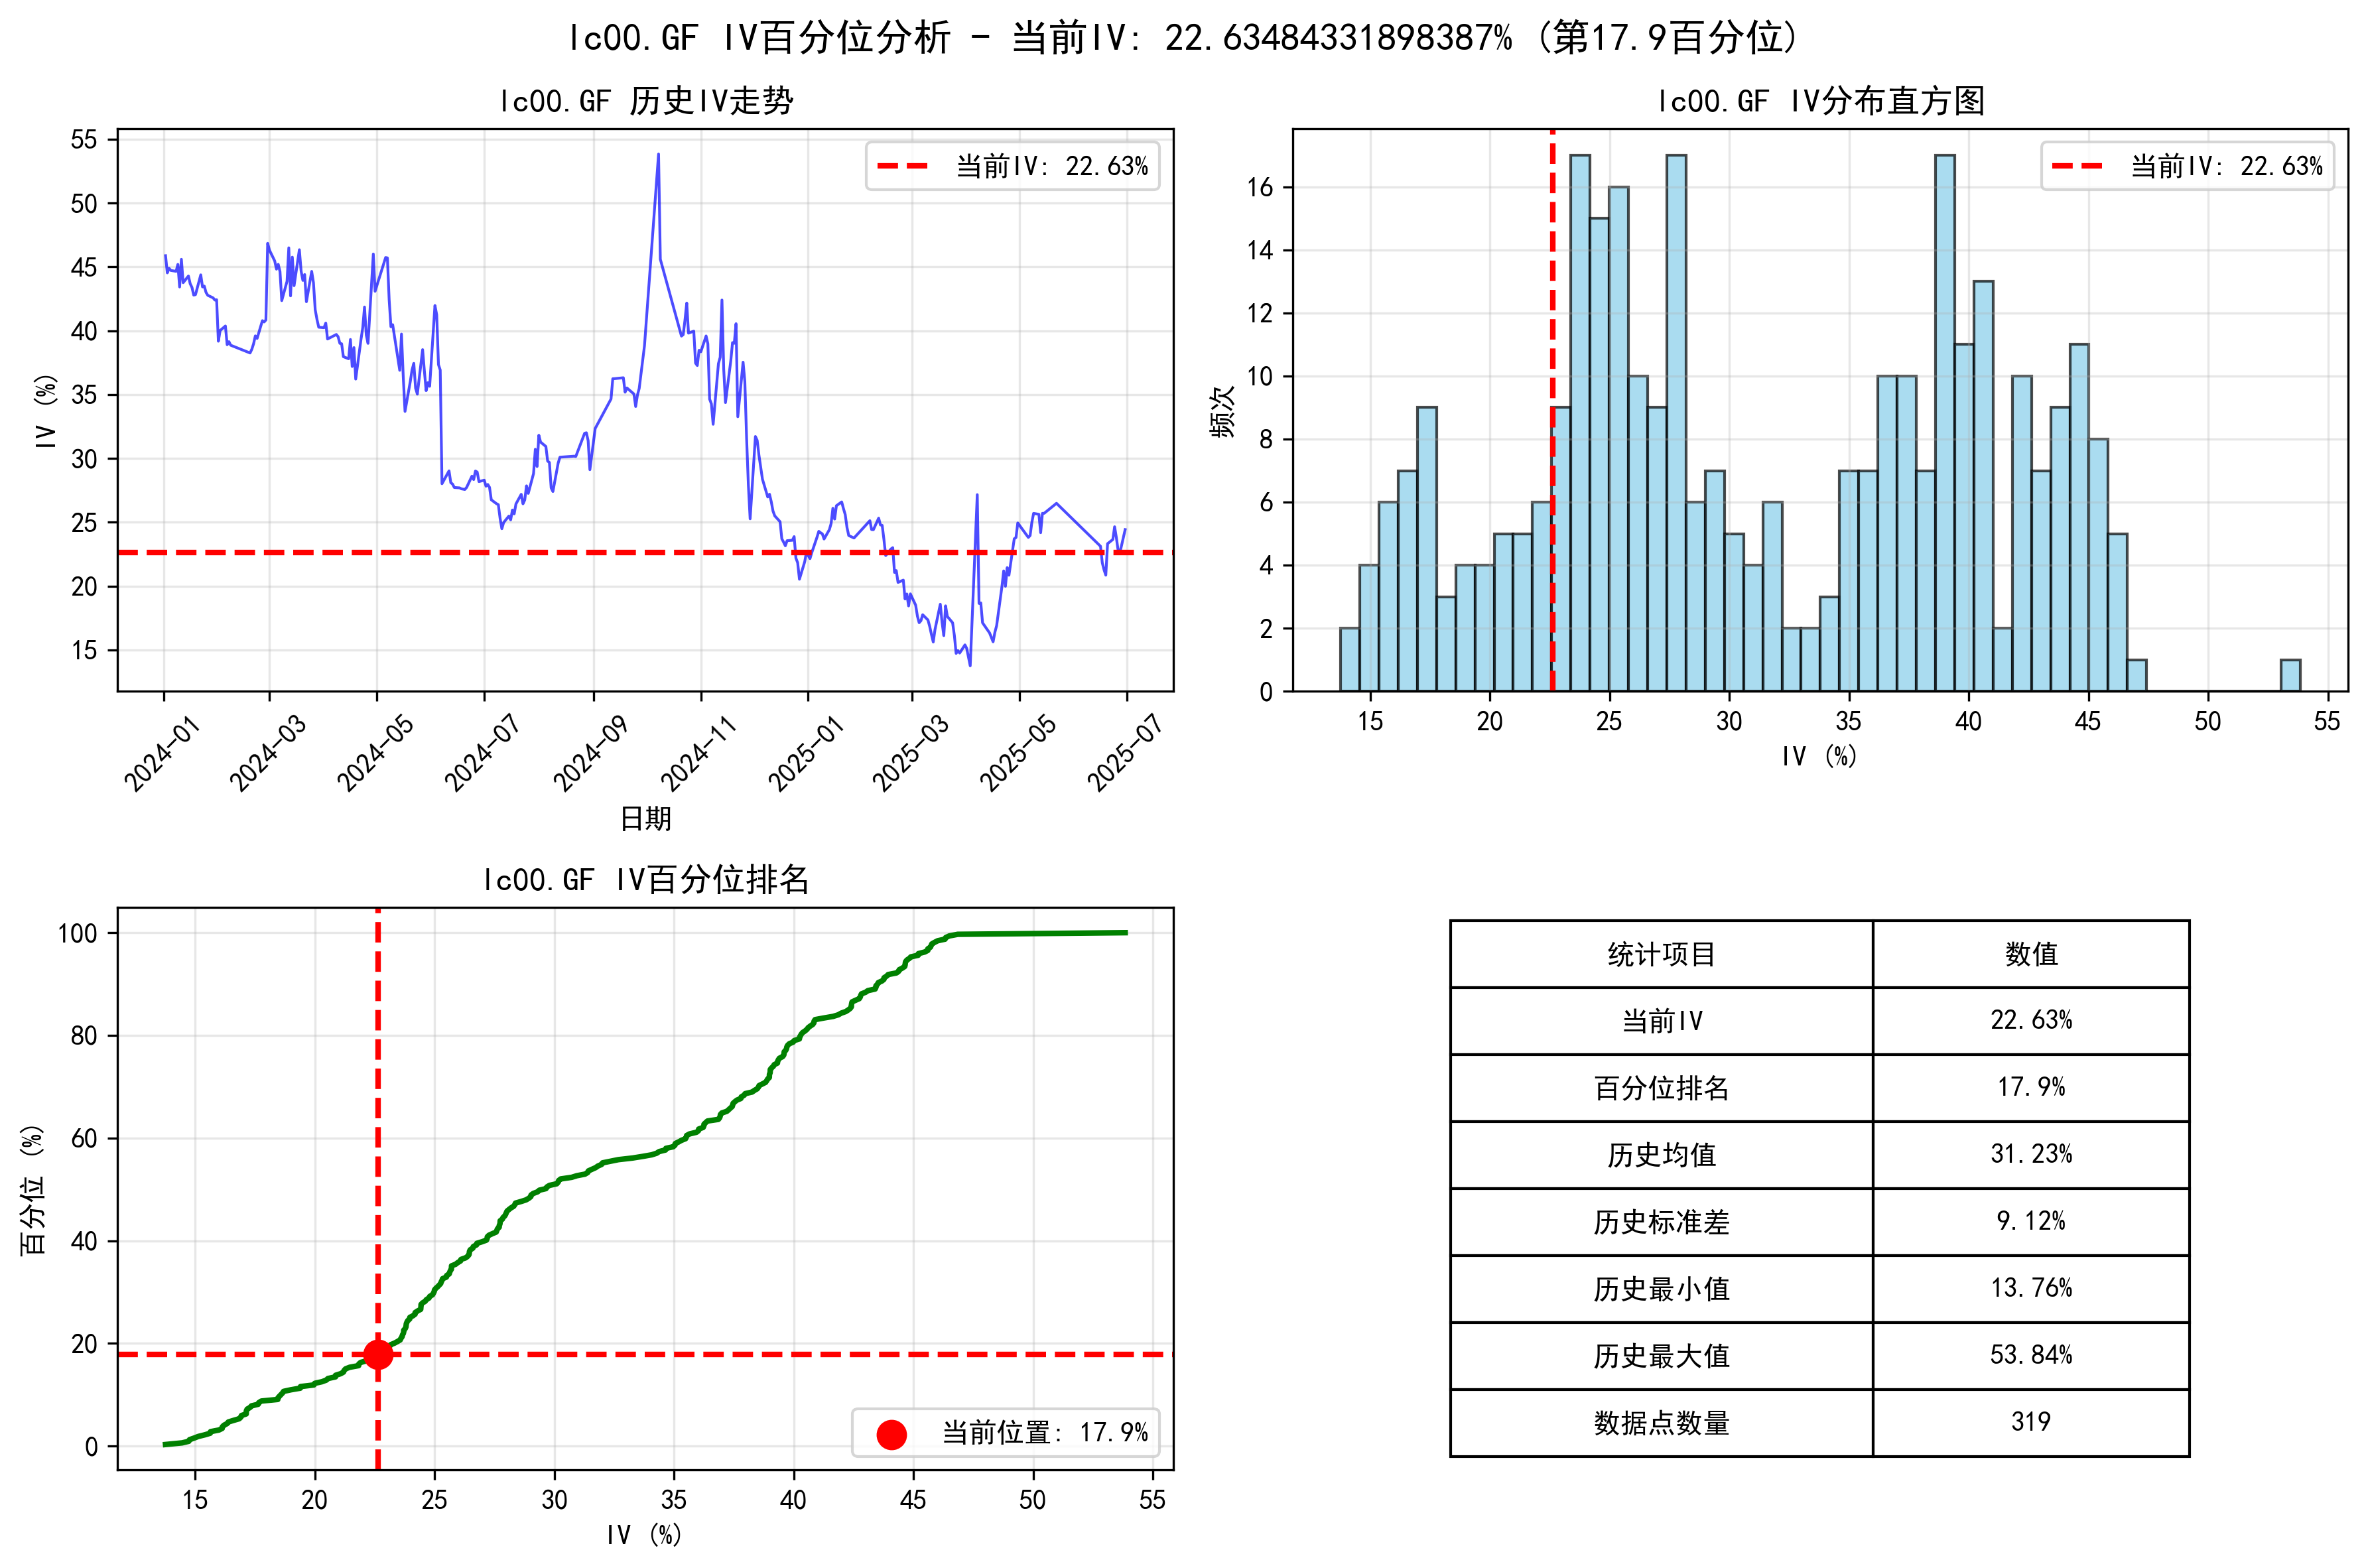 lc00.GF IV百分位分析 - 当前IV: 22.63484331898387% (第17.9百分位)
lc00.GF 历史IV走势
当前IV: 22.63%
55
50
45
40
35
30
25
20
15
IV (%)
2024-01
2024-03
2024-05
2024-07
2024-09
2024-11
2025-01
2025-03
2025-05
2025-07
日期
lc00.GF IV分布直方图
当前IV: 22.63%
16
14
12
10
8
6
4
2
0
频次
15 20 25 30 35 40 45 50 55
IV (%)
lc00.GF IV百分位排名
100
80
60
40
20
0
百分位 (%)
当前位置: 17.9%
15 20 25 30 35 40 45 50 55
IV (%)
统计项目 数值
当前IV 22.63%
百分位排名 17.9%
历史均值 31.23%
历史标准差 9.12%
历史最小值 13.76%
历史最大值 53.84%
数据点数量 319